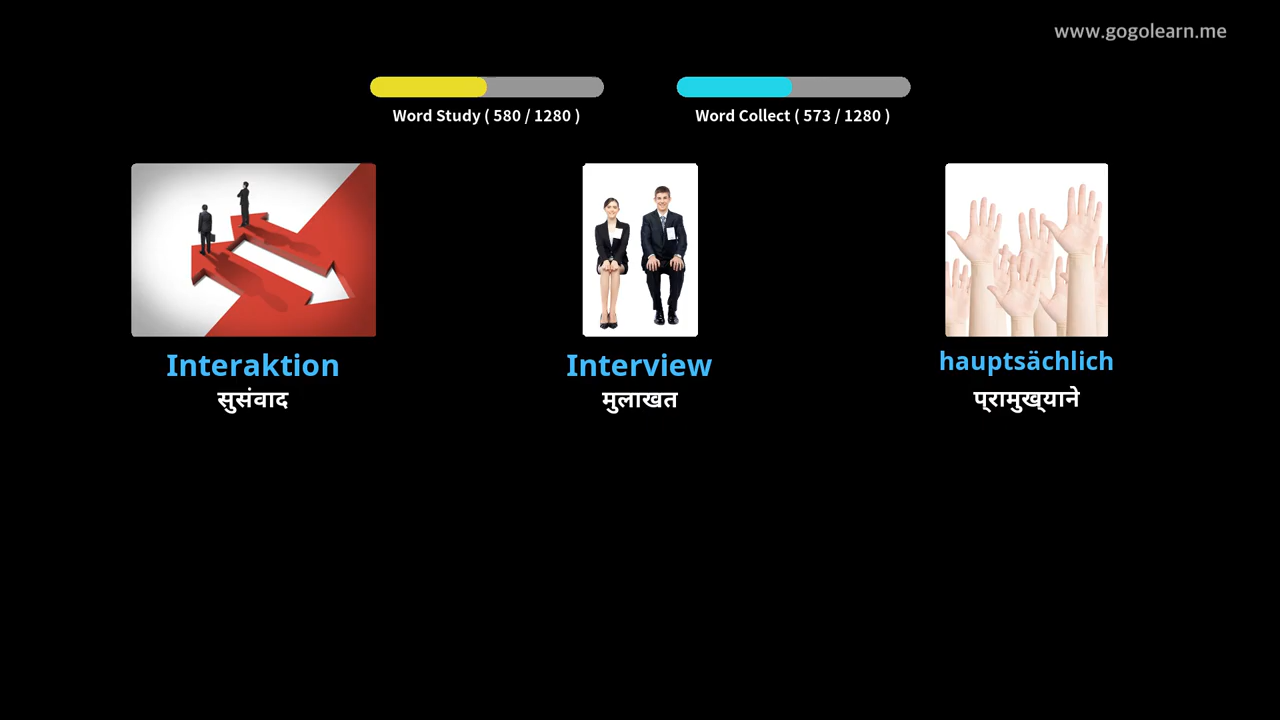 www.gogolearn.me
Word Study ( 580 / 1280 )
Word Collect ( 573 / 1280 )
Interaktion
सुसंवाद
Interview
मुलाखत
hauptsächlich
प्रामुख्याने